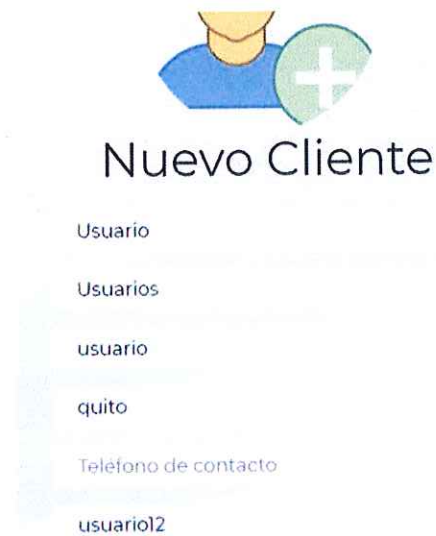 Nuevo Cliente
Usuario
Usuarios
usuario
quito
Teléfono de contacto
usuario12